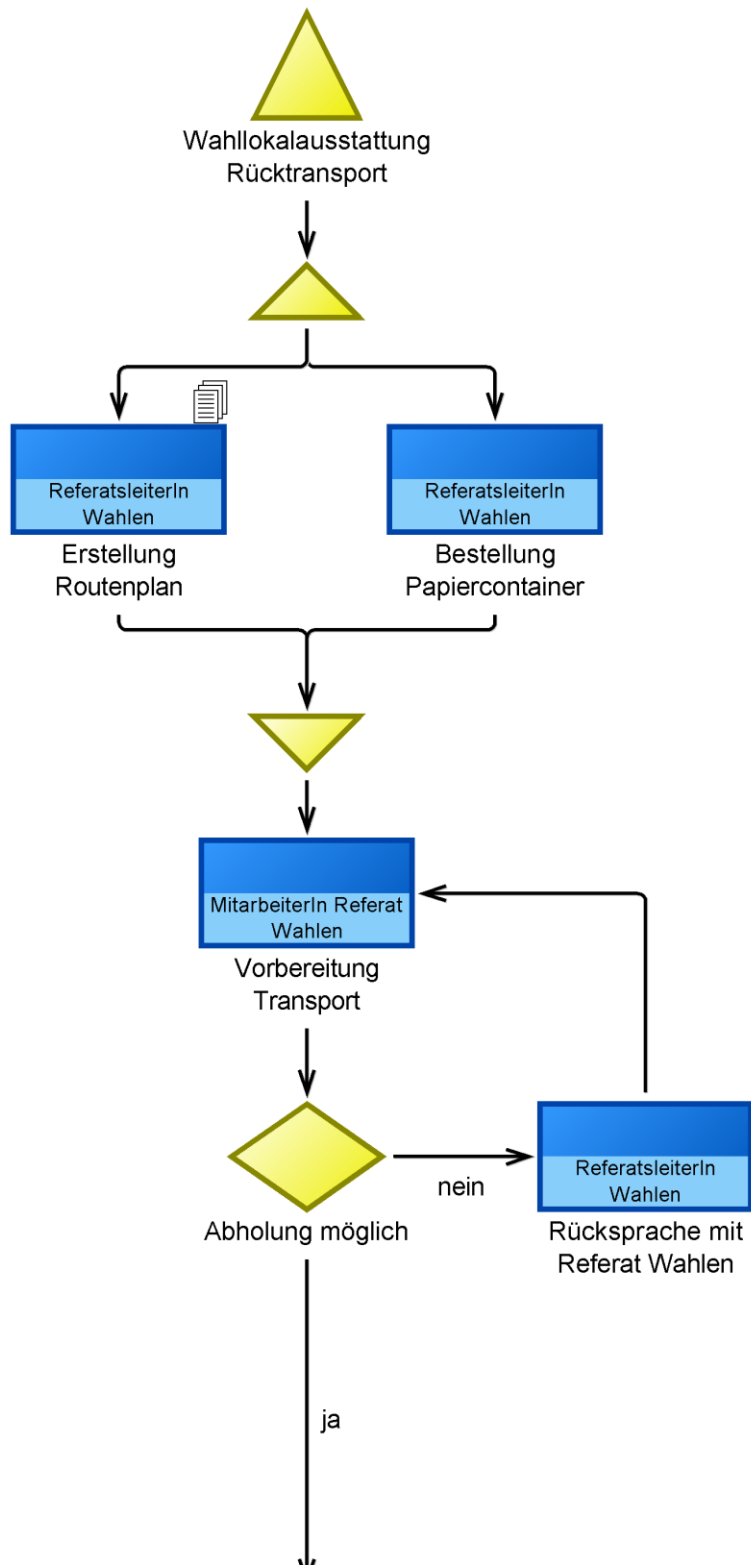 Wahllokalausstattung
Rücktransport
ReferatsleiterIn
Wahlen
Erstellung
Routenplan
ReferatsleiterIn
Wahlen
Bestellung
Papiercontainer
MitarbeiterIn Referat
Wahlen
Vorbereitung
Transport
Abholung möglich
nein
ReferatsleiterIn
Wahlen
Rücksprache mit
Referat Wahlen
ja